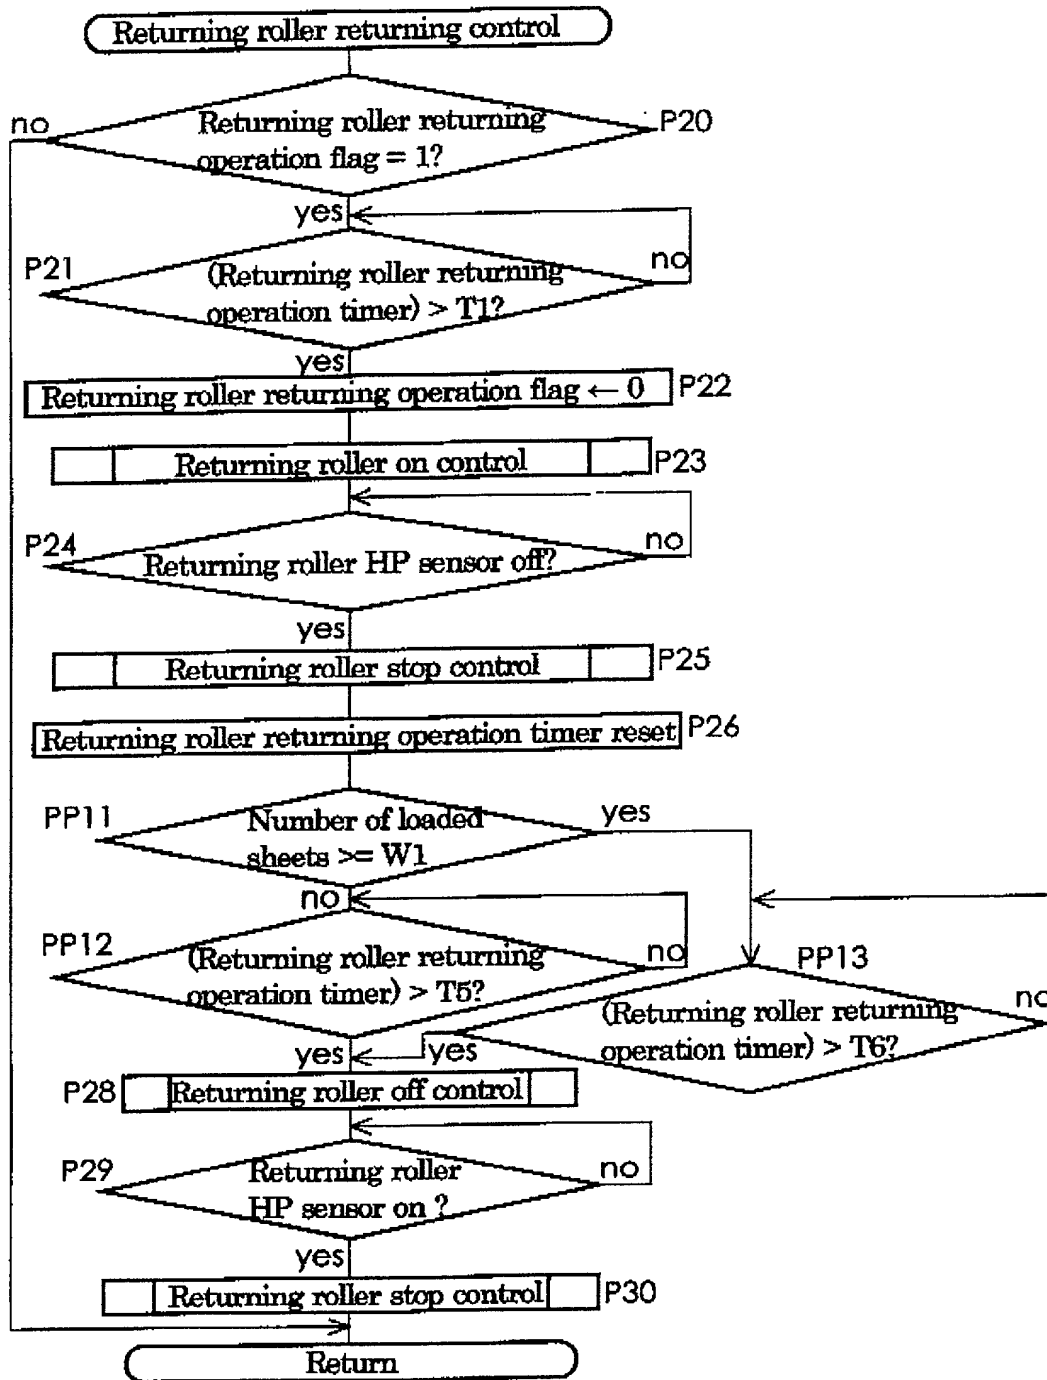 Returning roller returning control
no
Returning roller returning
operation flag = 1?
P20
yes
P21
(Returning roller returning
operation timer) > T1?
no
yes
Returning roller returning operation flag ← 0
P22
Returning roller on control
P23
P24
Returning roller HP sensor off?
no
yes
Returning roller stop control
P25
Returning roller returning operation timer reset
P26
PP11
Number of loaded
sheets >= W1
yes
no
PP12
(Returning roller returning
operation timer) > T5?
no
PP13
(Returning roller returning
operation timer) > T6?
no
yes
yes
P28
Returning roller off control
P29
Returning roller
HP sensor on ?
no
yes
Returning roller stop control
P30
Return